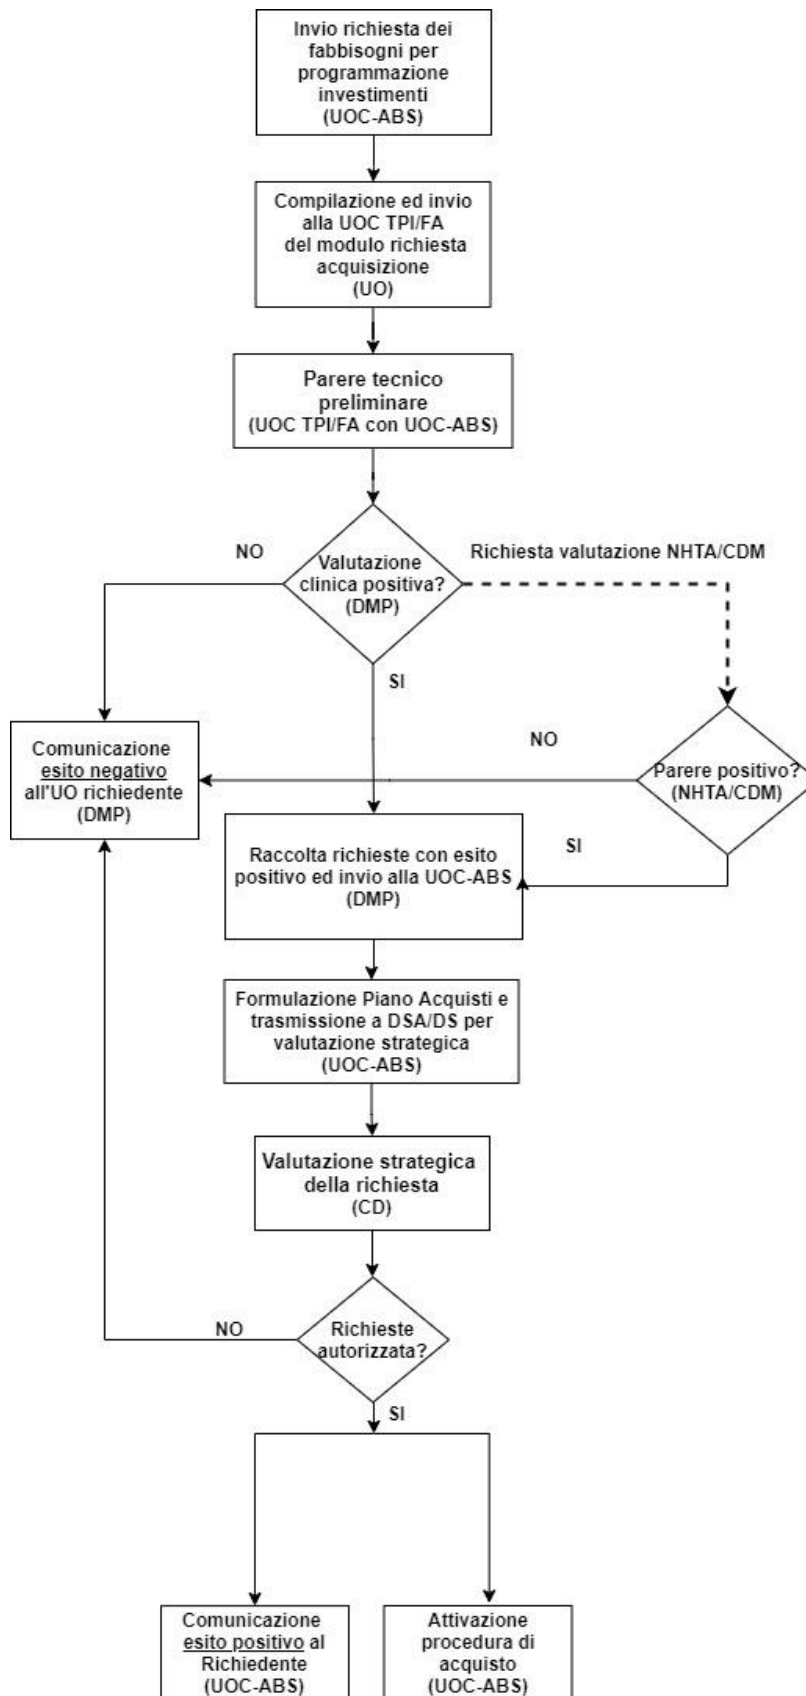 Invio richiesta dei
fabbisogni per
programmazione
investimenti
(UOC-ABS)
Compilazione ed invio
alla UOC TPI/FA
del modulo richiesta
acquisizione
(UO)
Parere tecnico
preliminare
(UOC TPI/FA con UOC-ABS)
NO
Richiesta valutazione NHTA/CDM
Valutazione
clinica positiva?
(DMP)
SI
Comunicazione
esito negativo
all'UO richiedente
(DMP)
NO
Parere positivo?
(NHTA/CDM)
SI
Raccolta richieste con esito
positivo ed invio alla UOC-ABS
(DMP)
Formulazione Piano Acquisti e
trasmissione a DSA/DS per
valutazione strategica
(UOC-ABS)
Valutazione strategica
della richiesta
(CD)
NO
Richieste
autorizzata?
SI
Comunicazione
esito positivo al
Richiedente
(UOC-ABS)
Attivazione
procedura di
acquisto
(UOC-ABS)